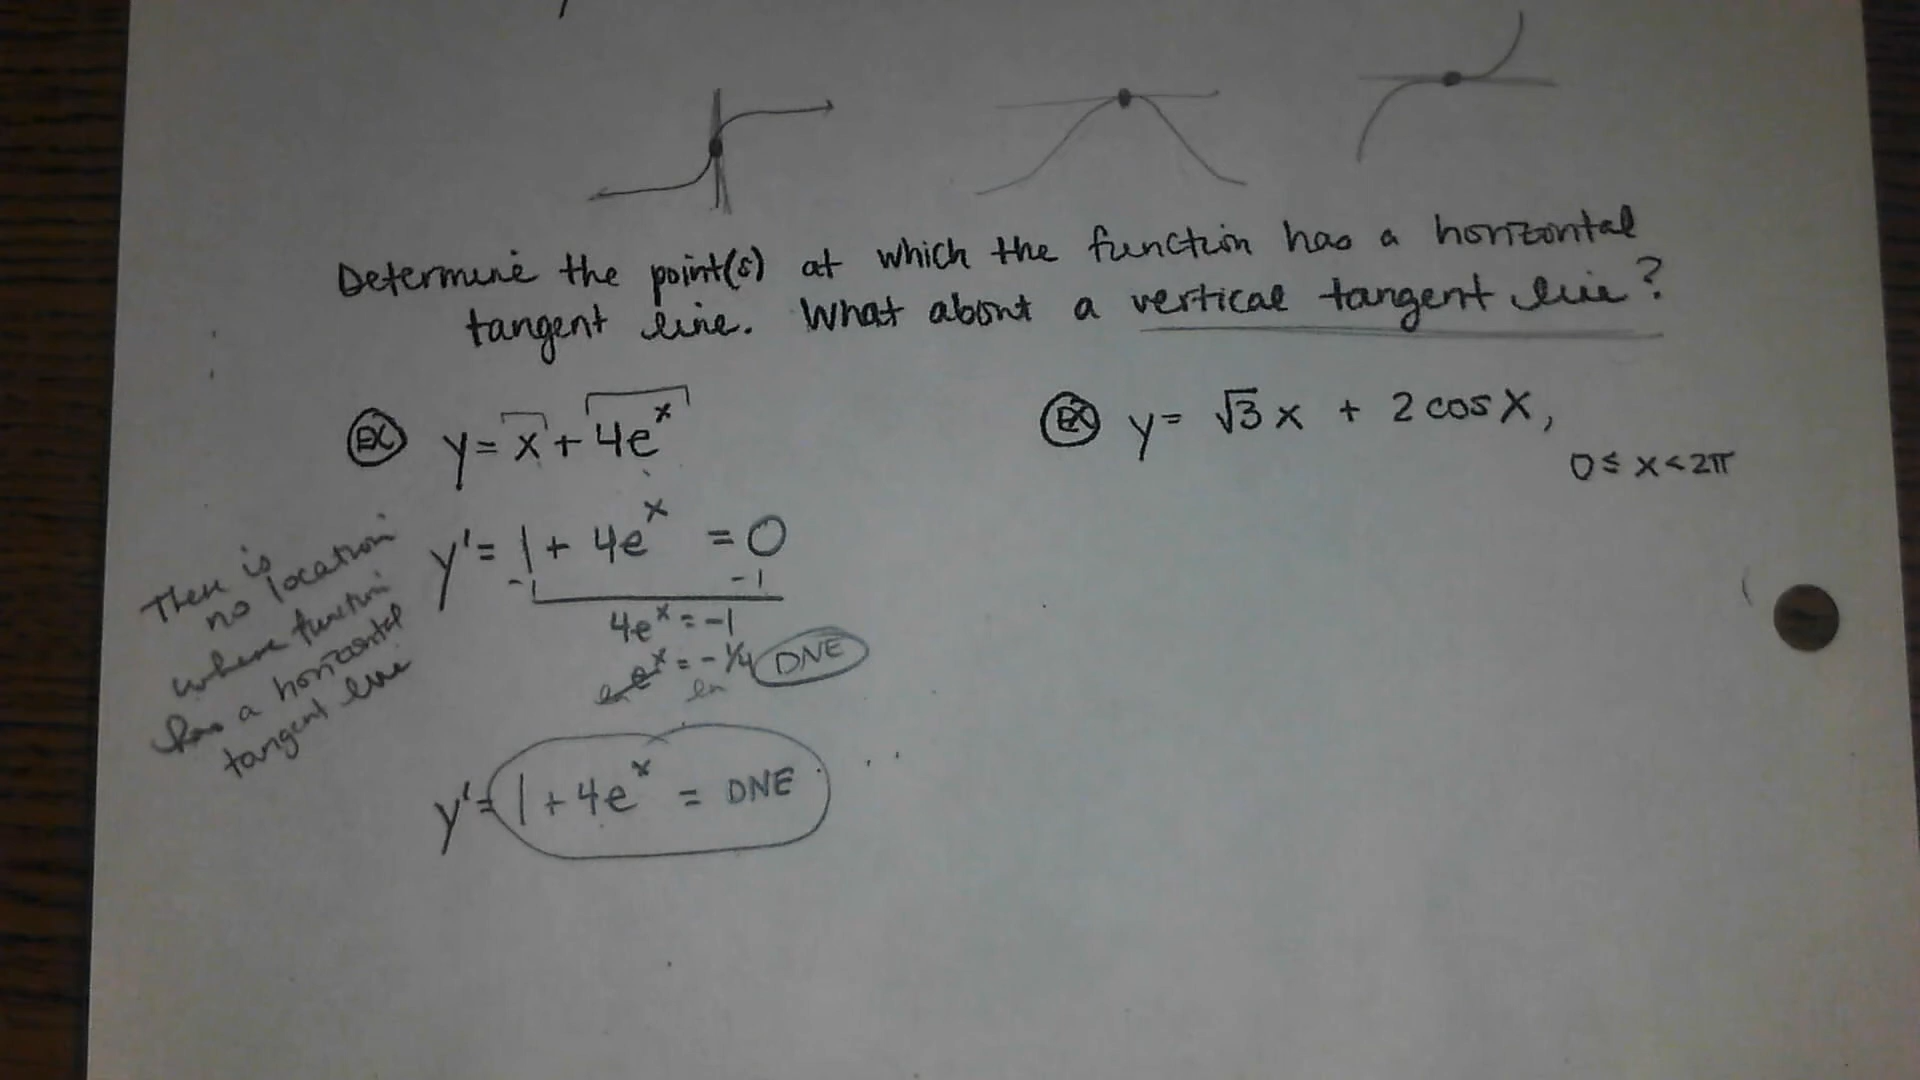 Determine the point(s) at which the function has a horizontal
tangent line. What about a vertical tangent line?
EX y = x + 4e^x
y' = 1 + 4e^x = 0
-1 -1
4e^x = -1
ln e^x = -1/4 DNE
ln
There is
no location
where function
has a horizontal
tangent line
y' = 1 + 4e^x = DNE
EX y = √3 x + 2 cos x,
0 ≤ x < 2π